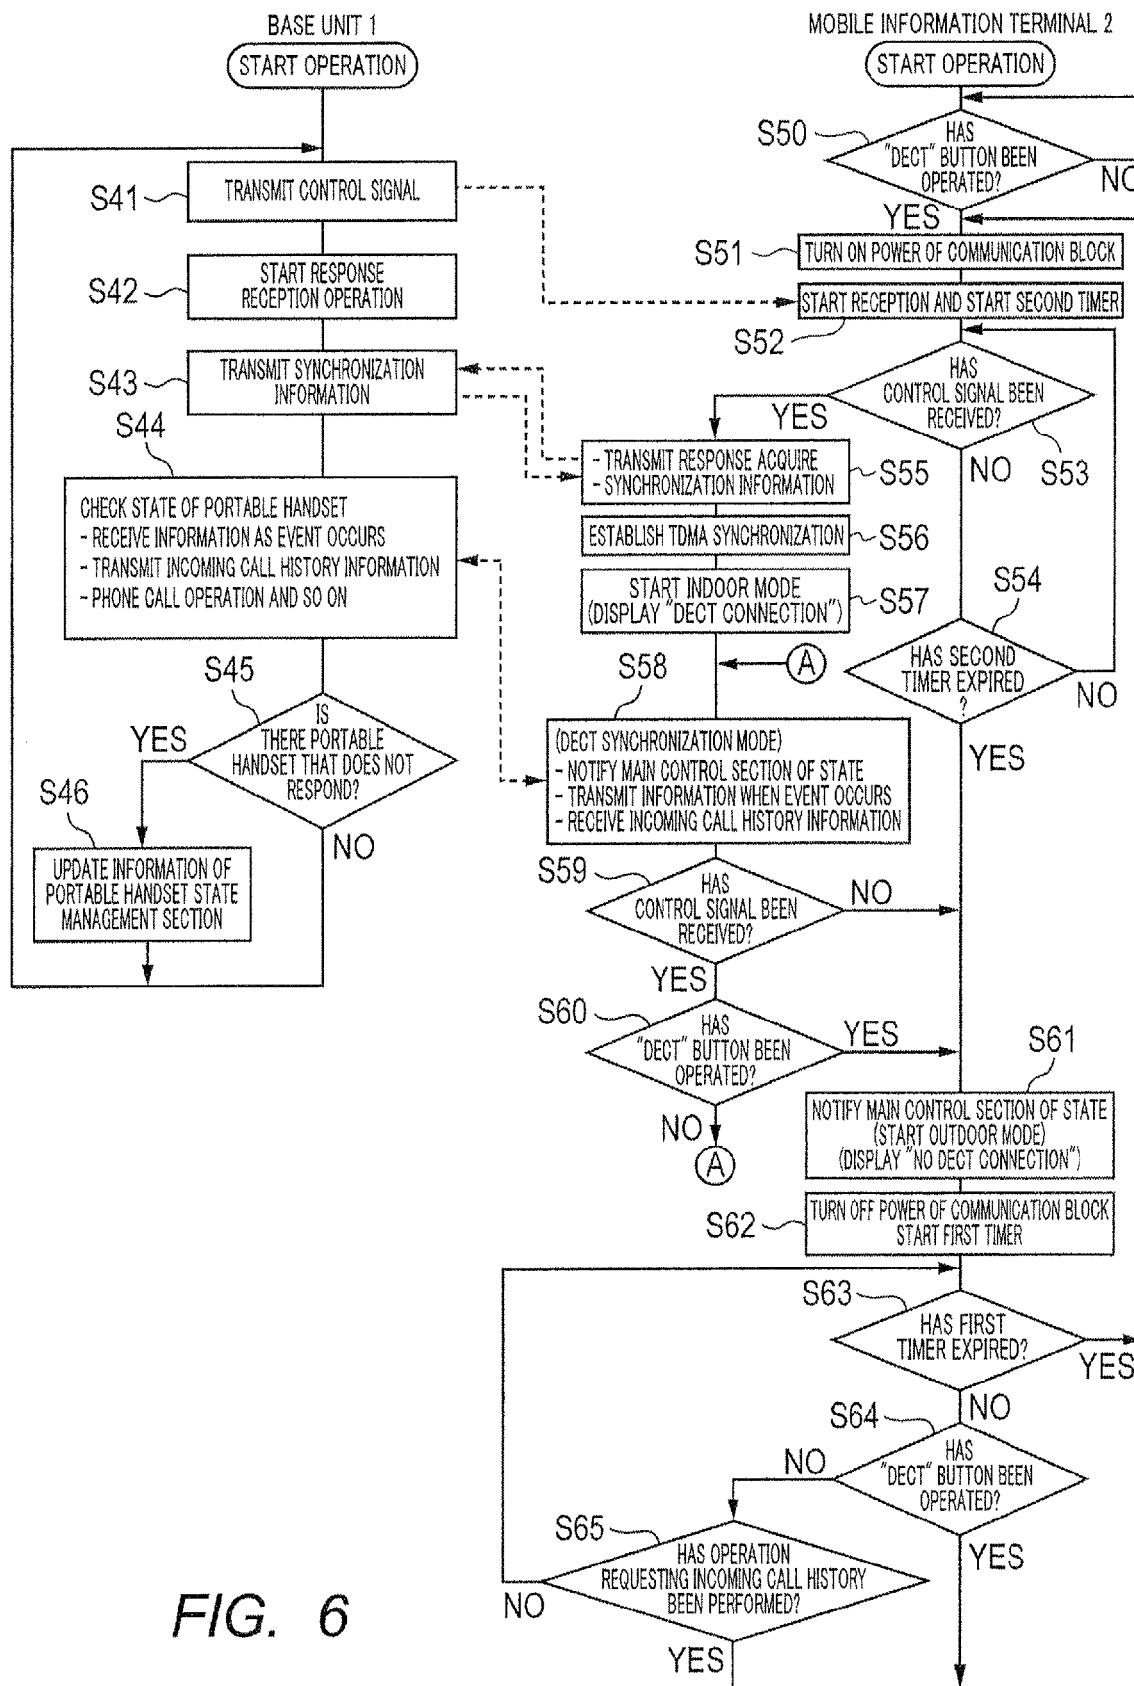 BASE UNIT 1
START OPERATION
S41
TRANSMIT CONTROL SIGNAL
S42
START RESPONSE
RECEPTION OPERATION
S43
TRANSMIT SYNCHRONIZATION
INFORMATION
S44
CHECK STATE OF PORTABLE HANDSET
- RECEIVE INFORMATION AS EVENT OCCURS
- TRANSMIT INCOMING CALL HISTORY INFORMATION
- PHONE CALL OPERATION AND SO ON
S45
IS
THERE PORTABLE
HANDSET THAT DOES NOT
RESPOND?
YES
NO
S46
UPDATE INFORMATION OF
PORTABLE HANDSET STATE
MANAGEMENT SECTION
MOBILE INFORMATION TERMINAL 2
START OPERATION
S50
HAS
"DECT" BUTTON BEEN
OPERATED?
NO
YES
S51
TURN ON POWER OF COMMUNICATION BLOCK
START RECEPTION AND START SECOND TIMER
S52
HAS
CONTROL SIGNAL BEEN
RECEIVED?
YES
S53
NO
- TRANSMIT RESPONSE ACQUIRE
- SYNCHRONIZATION INFORMATION
S55
ESTABLISH TDMA SYNCHRONIZATION
S56
START INDOOR MODE
(DISPLAY "DECT CONNECTION")
S57
S54
HAS SECOND
TIMER EXPIRED
?
NO
YES
A
S58
(DECT SYNCHRONIZATION MODE)
- NOTIFY MAIN CONTROL SECTION OF STATE
- TRANSMIT INFORMATION WHEN EVENT OCCURS
- RECEIVE INCOMING CALL HISTORY INFORMATION
S59
HAS
CONTROL SIGNAL BEEN
RECEIVED?
NO
YES
S60
HAS
"DECT" BUTTON BEEN
OPERATED?
YES
NO
A
S61
NOTIFY MAIN CONTROL SECTION OF STATE
(START OUTDOOR MODE)
(DISPLAY "NO DECT CONNECTION")
S62
TURN OFF POWER OF COMMUNICATION BLOCK
START FIRST TIMER
S63
HAS FIRST
TIMER EXPIRED?
YES
NO
S64
HAS
"DECT" BUTTON BEEN
OPERATED?
NO
YES
S65
HAS OPERATION
REQUESTING INCOMING CALL HISTORY
BEEN PERFORMED?
NO
YES
FIG. 6